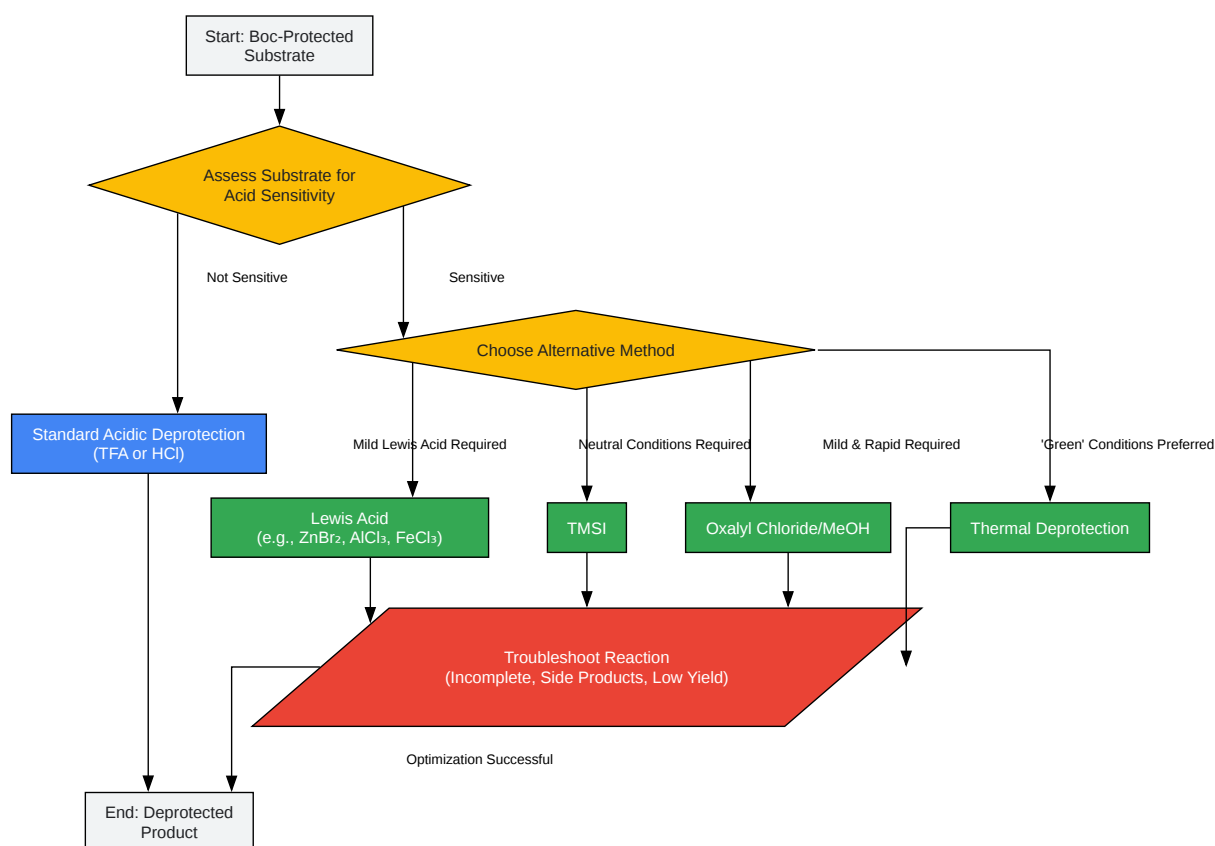 Start: Boc-Protected
Substrate
Assess Substrate for
Acid Sensitivity
Not Sensitive
Sensitive
Choose Alternative Method
Standard Acidic Deprotection
(TFA or HCl)
Mild Lewis Acid Required
Neutral Conditions Required
Mild & Rapid Required
'Green' Conditions Preferred
Lewis Acid
(e.g., ZnBr₂, AlCl₃, FeCl₃)
TMSI
Oxalyl Chloride/MeOH
Thermal Deprotection
Troubleshoot Reaction
(Incomplete, Side Products, Low Yield)
Optimization Successful
End: Deprotected
Product